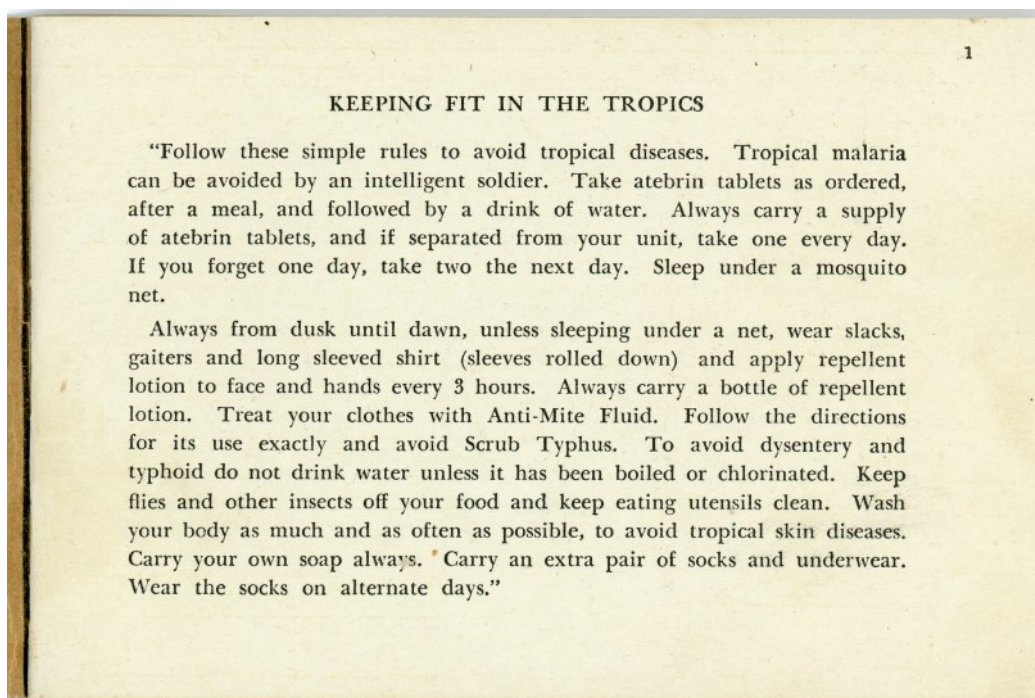 1
KEEPING FIT IN THE TROPICS
“Follow these simple rules to avoid tropical diseases. Tropical malaria
can be avoided by an intelligent soldier. Take atebrin tablets as ordered,
after a meal, and followed by a drink of water. Always carry a supply
of atebrin tablets, and if separated from your unit, take one every day.
If you forget one day, take two the next day. Sleep under a mosquito
net.
Always from dusk until dawn, unless sleeping under a net, wear slacks,
gaiters and long sleeved shirt (sleeves rolled down) and apply repellent
lotion to face and hands every 3 hours. Always carry a bottle of repellent
lotion. Treat your clothes with Anti-Mite Fluid. Follow the directions
for its use exactly and avoid Scrub Typhus. To avoid dysentery and
typhoid do not drink water unless it has been boiled or chlorinated. Keep
flies and other insects off your food and keep eating utensils clean. Wash
your body as much and as often as possible, to avoid tropical skin diseases.
Carry your own soap always. Carry an extra pair of socks and underwear.
Wear the socks on alternate days.”